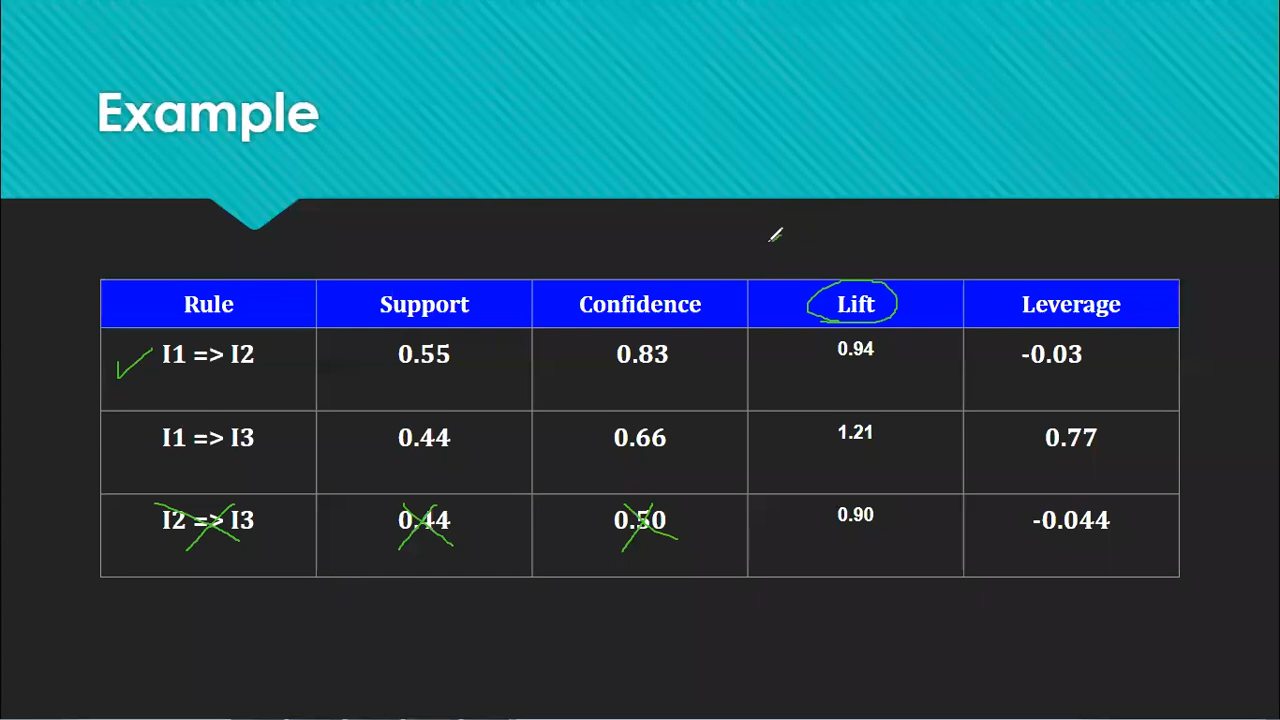 Example
Rule Support Confidence Lift Leverage
I1 => I2 0.55 0.83 0.94 -0.03
I1 => I3 0.44 0.66 1.21 0.77
I2 => I3 0.44 0.50 0.90 -0.044